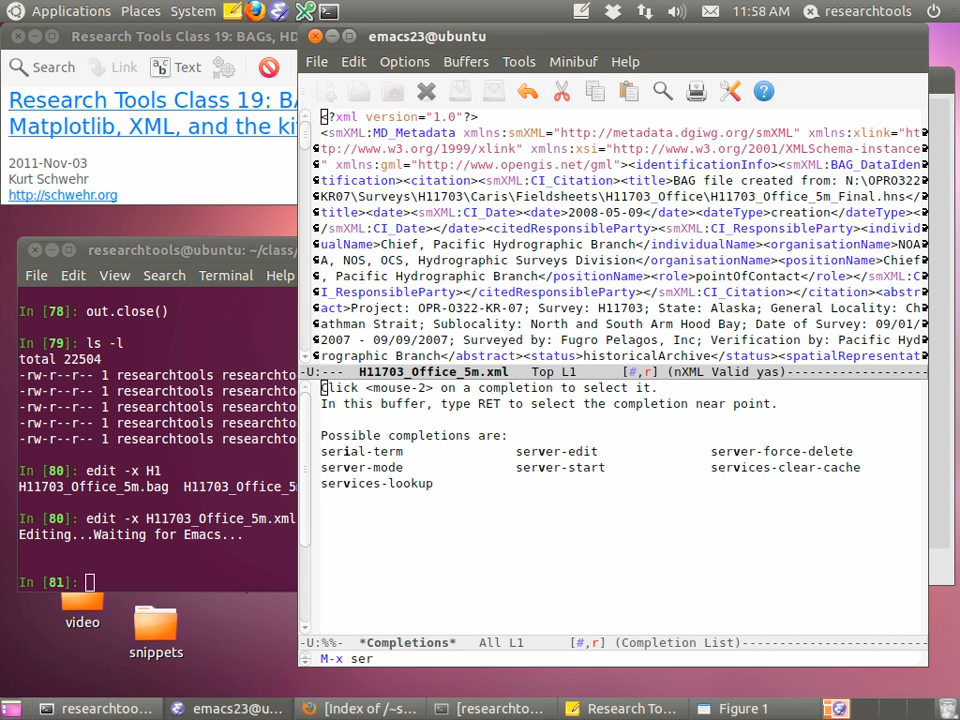 Applications Places System
11:58 AM researchtools
Research Tools Class 19: BAGs, HD
Search Link Text
Research Tools Class 19: BA
Matplotlib, XML, and the ki
2011-Nov-03
Kurt Schwehr
http://schwehr.org
emacs23@ubuntu
File Edit Options Buffers Tools Minibuf Help
<?xml version="1.0"?>
<smXML:MD_Metadata xmlns:smXML="http://metadata.dgiwg.org/smXML" xmlns:xlink="ht
tp://www.w3.org/1999/xlink" xmlns:xsi="http://www.w3.org/2001/XMLSchema-instance
" xmlns:gml="http://www.opengis.net/gml"><identificationInfo><smXML:BAG_DataIden
tification><citation><smXML:CI_Citation><title>BAG file created from: N:\OPRO322
KR07\Surveys\H11703\Caris\Fieldsheets\H11703_Office\H11703_Office_5m_Final.hns</
title><date><smXML:CI_Date><date>2008-05-09</date><dateType>creation</dateType><
/smXML:CI_Date></date><citedResponsibleParty><smXML:CI_ResponsibleParty><individ
ualName>Chief, Pacific Hydrographic Branch</individualName><organisationName>NOA
A, NOS, OCS, Hydrographic Surveys Division</organisationName><positionName>Chief
, Pacific Hydrographic Branch</positionName><role>pointOfContact</role></smXML:C
I_ResponsibleParty></citedResponsibleParty></smXML:CI_Citation></citation><abstr
act>Project: OPR-O322-KR-07; Survey: H11703; State: Alaska; General Locality: Ch
athman Strait; Sublocality: North and South Arm Hood Bay; Date of Survey: 09/01/
2007 - 09/09/2007; Surveyed by: Fugro Pelagos, Inc; Verification by: Pacific Hyd
rographic Branch</abstract><status>historicalArchive</status><spatialRepresentat
-U:--- H11703_Office_5m.xml Top L1 [#,r] (nXML Valid yas)-------------------
Click <mouse-2> on a completion to select it.
In this buffer, type RET to select the completion near point.
Possible completions are:
serial-term server-edit server-force-delete
server-mode server-start services-clear-cache
services-lookup
-U:%%- *Completions* All L1 [#,r] (Completion List)--------------------------
M-x ser
researchtools@ubuntu: ~/class/
File Edit View Search Terminal Help
In [78]: out.close()
In [79]: ls -l
total 22504
-rw-r--r-- 1 researchtools researchto
-rw-r--r-- 1 researchtools researchto
-rw-r--r-- 1 researchtools researchto
-rw-r--r-- 1 researchtools researchto
-rw-r--r-- 1 researchtools researchto
In [80]: edit -x H1
H11703_Office_5m.bag H11703_Office_5
In [80]: edit -x H11703_Office_5m.xml
Editing...Waiting for Emacs...
In [81]:
video
snippets
researchtoo... emacs23@u... [Index of /~s... [researchto... Research To... Figure 1